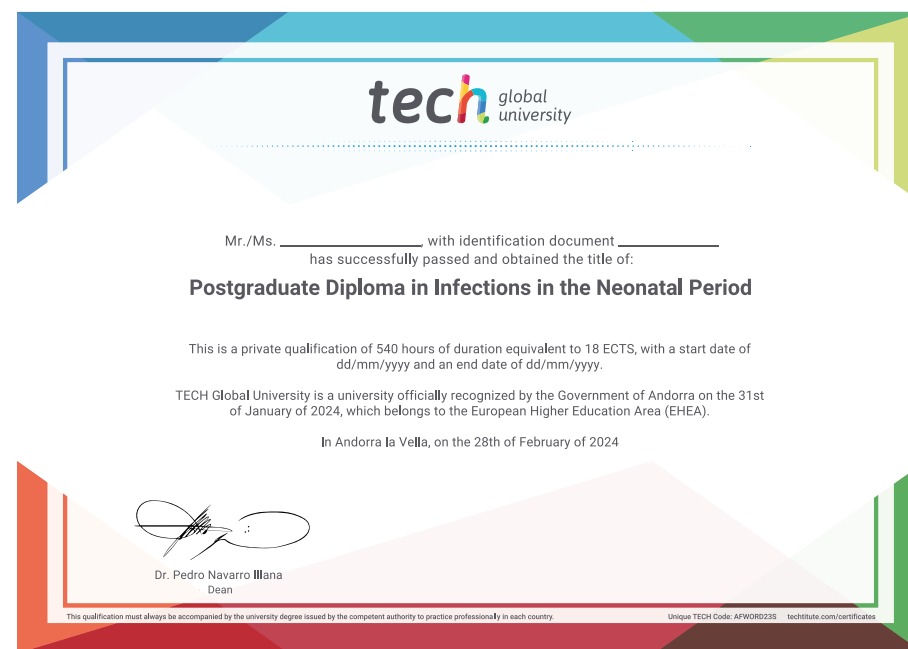 tech global university
Mr./Ms. ____________________, with identification document ______________
has successfully passed and obtained the title of:
Postgraduate Diploma in Infections in the Neonatal Period
This is a private qualification of 540 hours of duration equivalent to 18 ECTS, with a start date of
dd/mm/yyyy and an end date of dd/mm/yyyy.
TECH Global University is a university officially recognized by the Government of Andorra on the 31st
of January of 2024, which belongs to the European Higher Education Area (EHEA).
In Andorra la Vella, on the 28th of February of 2024
Dr. Pedro Navarro Illana
Dean
This qualification must always be accompanied by the university degree issued by the competent authority to practice professionally in each country.
Unique TECH Code: AFWORD23S techtitute.com/certificates